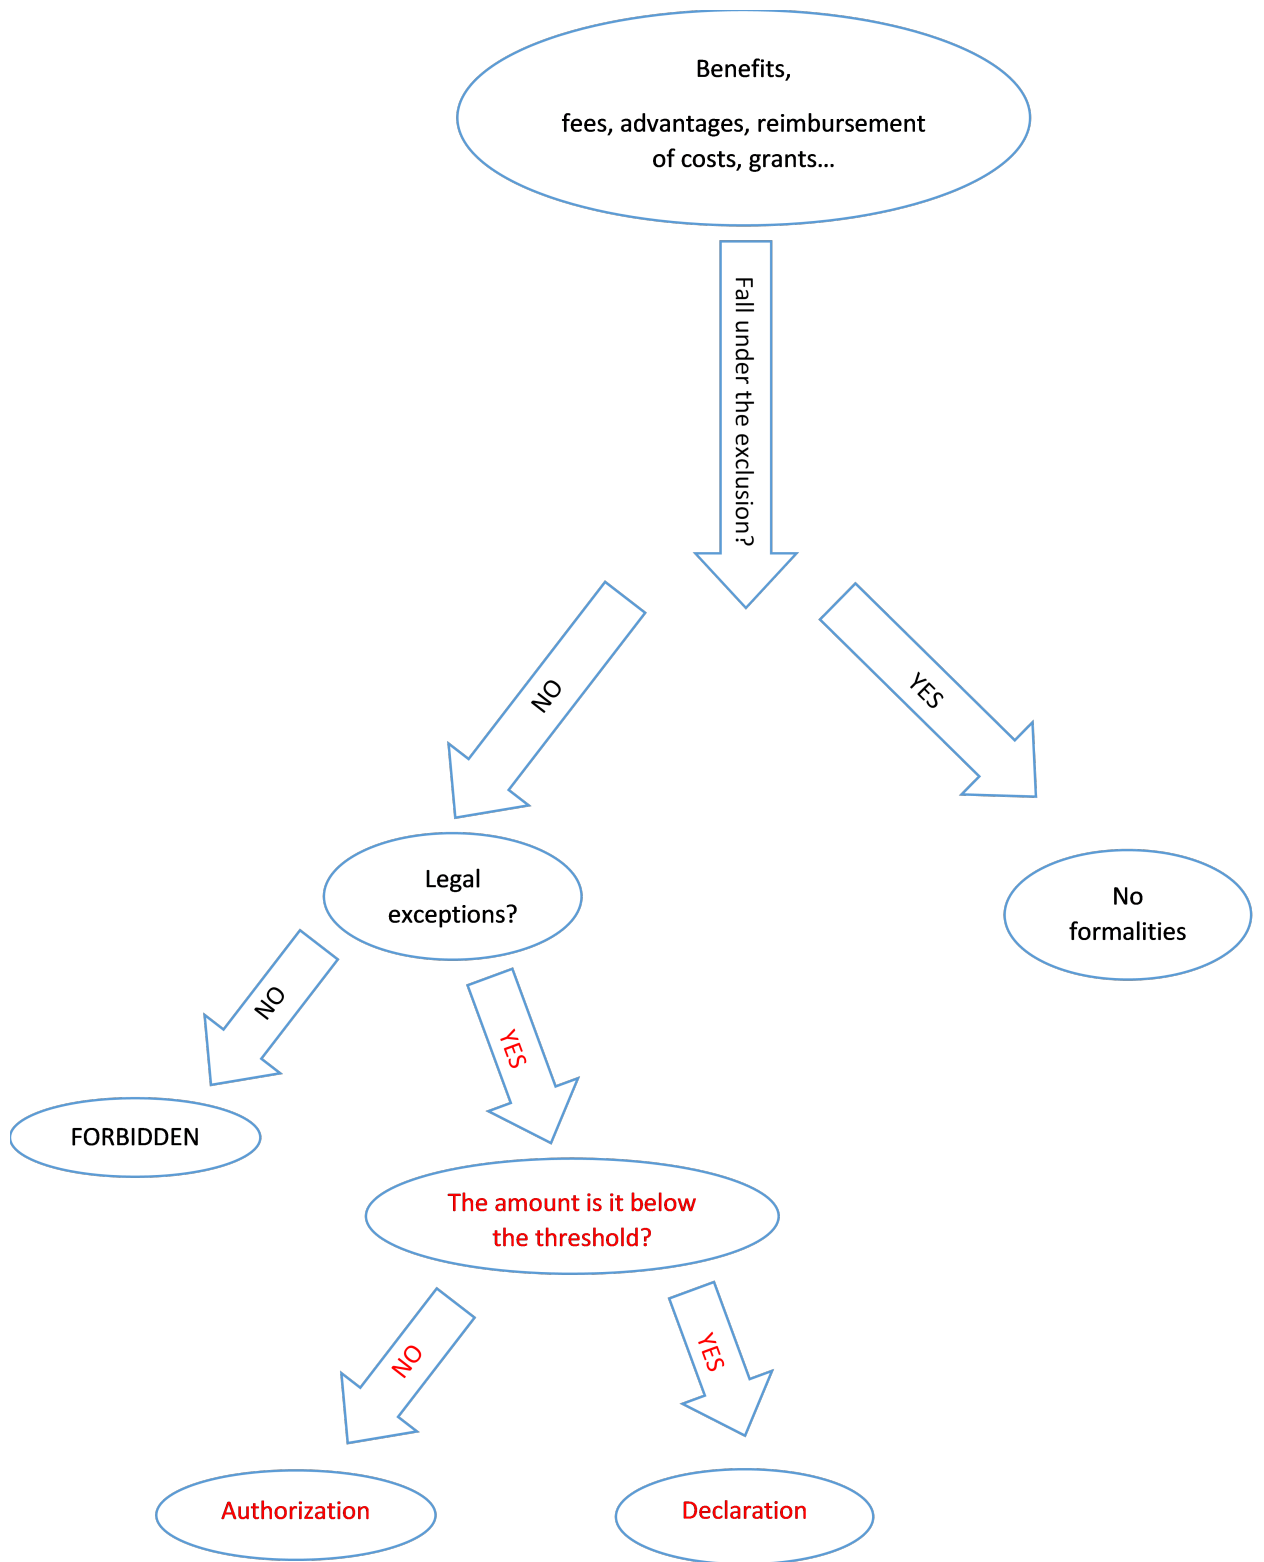 Benefits,
fees, advantages, reimbursement
of costs, grants...
Fall under the exclusion?
NO
YES
Legal
exceptions?
No
formalities
NO
YES
FORBIDDEN
The amount is it below
the threshold?
NO
YES
Authorization
Declaration